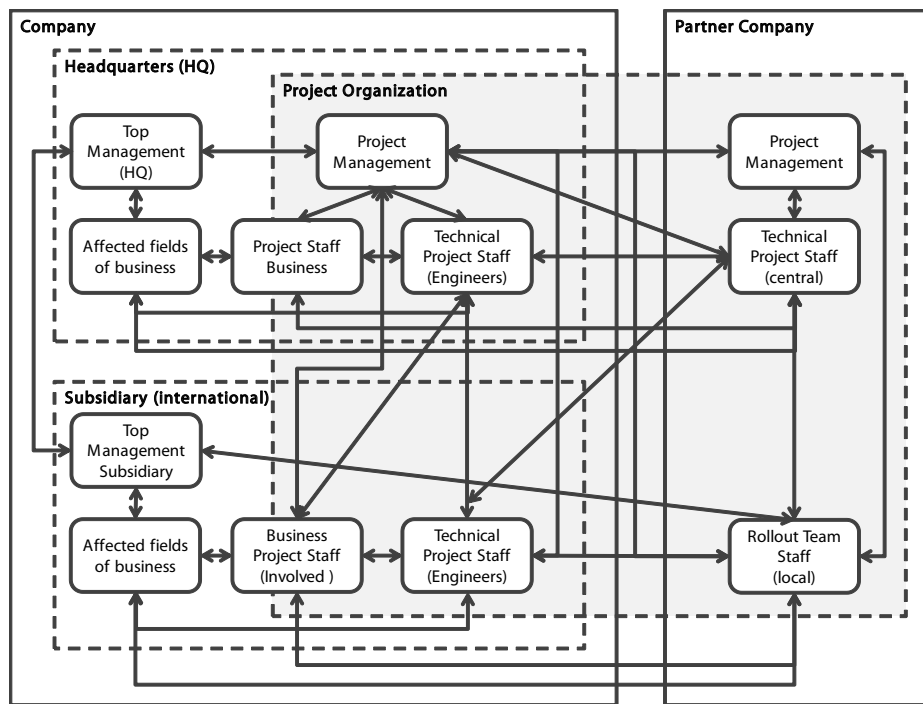 Company
Partner Company
Headquarters (HQ)
Project Organization
Top
Management
(HQ)
Project
Management
Project
Management
Affected fields
of business
Project Staff
Business
Technical
Project Staff
(Engineers)
Technical
Project Staff
(central)
Subsidiary (international)
Top
Management
Subsidiary
Affected fields
of business
Business
Project Staff
(Involved )
Technical
Project Staff
(Engineers)
Rollout Team
Staff
(local)